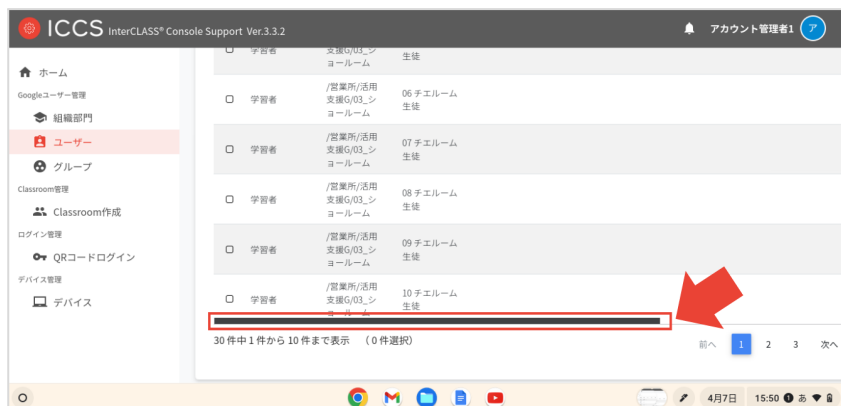 ICCS InterCLASS® Console Support Ver.3.3.2
アカウント管理者1 ア
ホーム
Googleユーザー管理
組織部門
ユーザー
グループ
Classroom管理
Classroom作成
ログイン管理
QRコードログイン
デバイス管理
デバイス
学習者 支援G/03_シ
ョールーム 生徒
学習者 /営業所/活用
支援G/03_シ
ョールーム 06 チエルーム
生徒
学習者 /営業所/活用
支援G/03_シ
ョールーム 07 チエルーム
生徒
学習者 /営業所/活用
支援G/03_シ
ョールーム 08 チエルーム
生徒
学習者 /営業所/活用
支援G/03_シ
ョールーム 09 チエルーム
生徒
学習者 /営業所/活用
支援G/03_シ
ョールーム 10 チエルーム
生徒
30 件中 1 件から 10 件まで表示 （0 件選択）
前へ 1 2 3 次へ
4月7日 15:50 1 あ